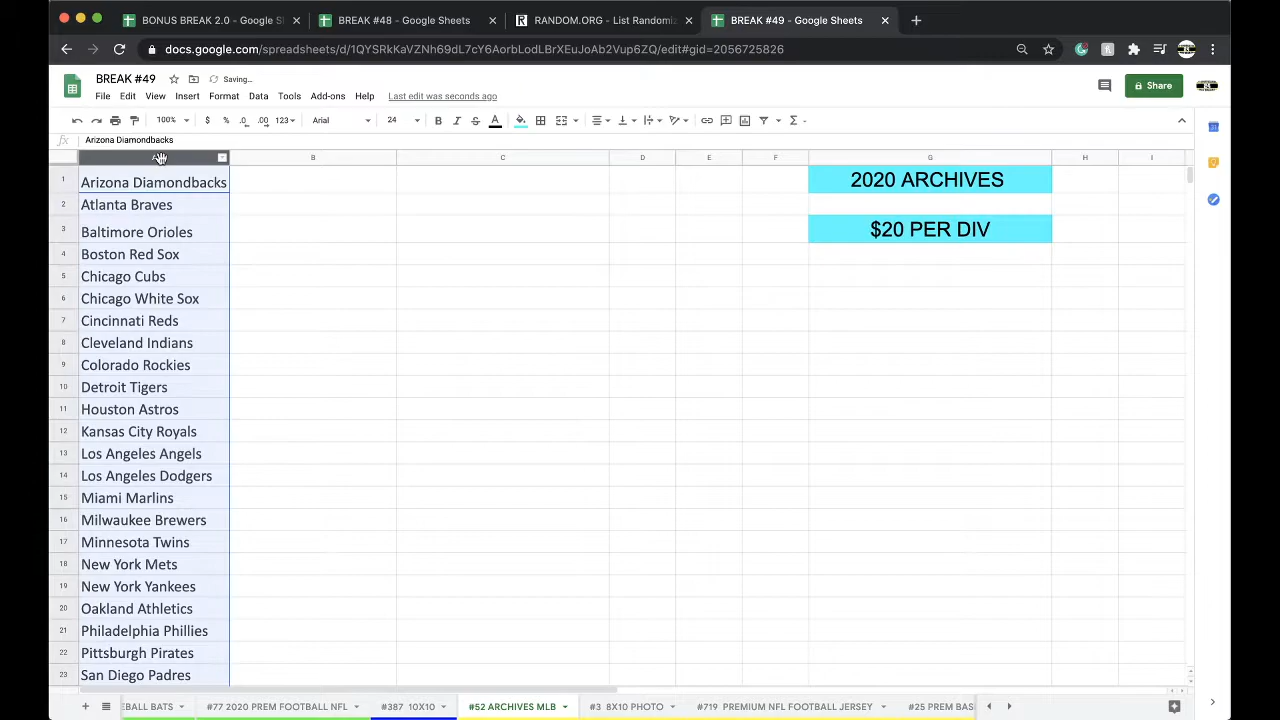 BONUS BREAK 2.0 - Google S
BREAK #48 - Google Sheets
RANDOM.ORG - List Randomiz
BREAK #49 - Google Sheets
docs.google.com/spreadsheets/d/1QYSRkKaVZNh69dL7cY6AorbLodLBrXEuJoAb2Vup6ZQ/edit#gid=2056725826
BREAK #49
Saving...
Share
File Edit View Insert Format Data Tools Add-ons Help Last edit was seconds ago
100% $ % .0 .00 123 Arial 24 B I S A
fx Arizona Diamondbacks
B C D E F G H I
1 Arizona Diamondbacks 2020 ARCHIVES
2 Atlanta Braves
3 Baltimore Orioles $20 PER DIV
4 Boston Red Sox
5 Chicago Cubs
6 Chicago White Sox
7 Cincinnati Reds
8 Cleveland Indians
9 Colorado Rockies
10 Detroit Tigers
11 Houston Astros
12 Kansas City Royals
13 Los Angeles Angels
14 Los Angeles Dodgers
15 Miami Marlins
16 Milwaukee Brewers
17 Minnesota Twins
18 New York Mets
19 New York Yankees
20 Oakland Athletics
21 Philadelphia Phillies
22 Pittsburgh Pirates
23 San Diego Padres
EBALL BATS #77 2020 PREM FOOTBALL NFL #387 10X10 #52 ARCHIVES MLB #3 8X10 PHOTO #719 PREMIUM NFL FOOTBALL JERSEY #25 PREM BAS